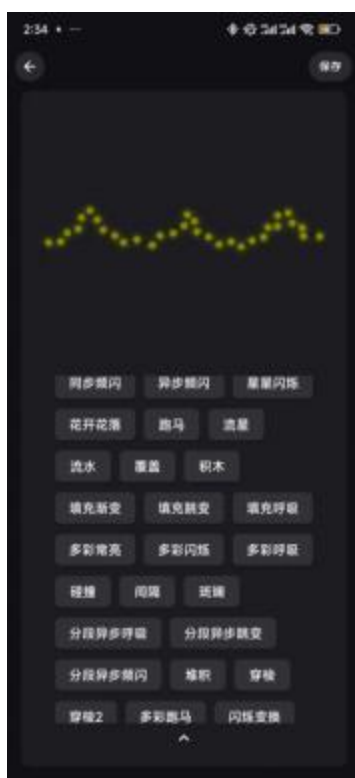 2:34
保存
同步频闪 异步频闪 星星闪烁
花开花落 跑马 流星
流水 覆盖 积木
填充渐变 填充跳变 填充呼吸
多彩常亮 多彩闪烁 多彩呼吸
碰撞 间隔 斑斓
分段异步呼吸 分段异步跳变
分段异步频闪 堆积 穿梭
穿梭2 多彩跑马 闪烁变换